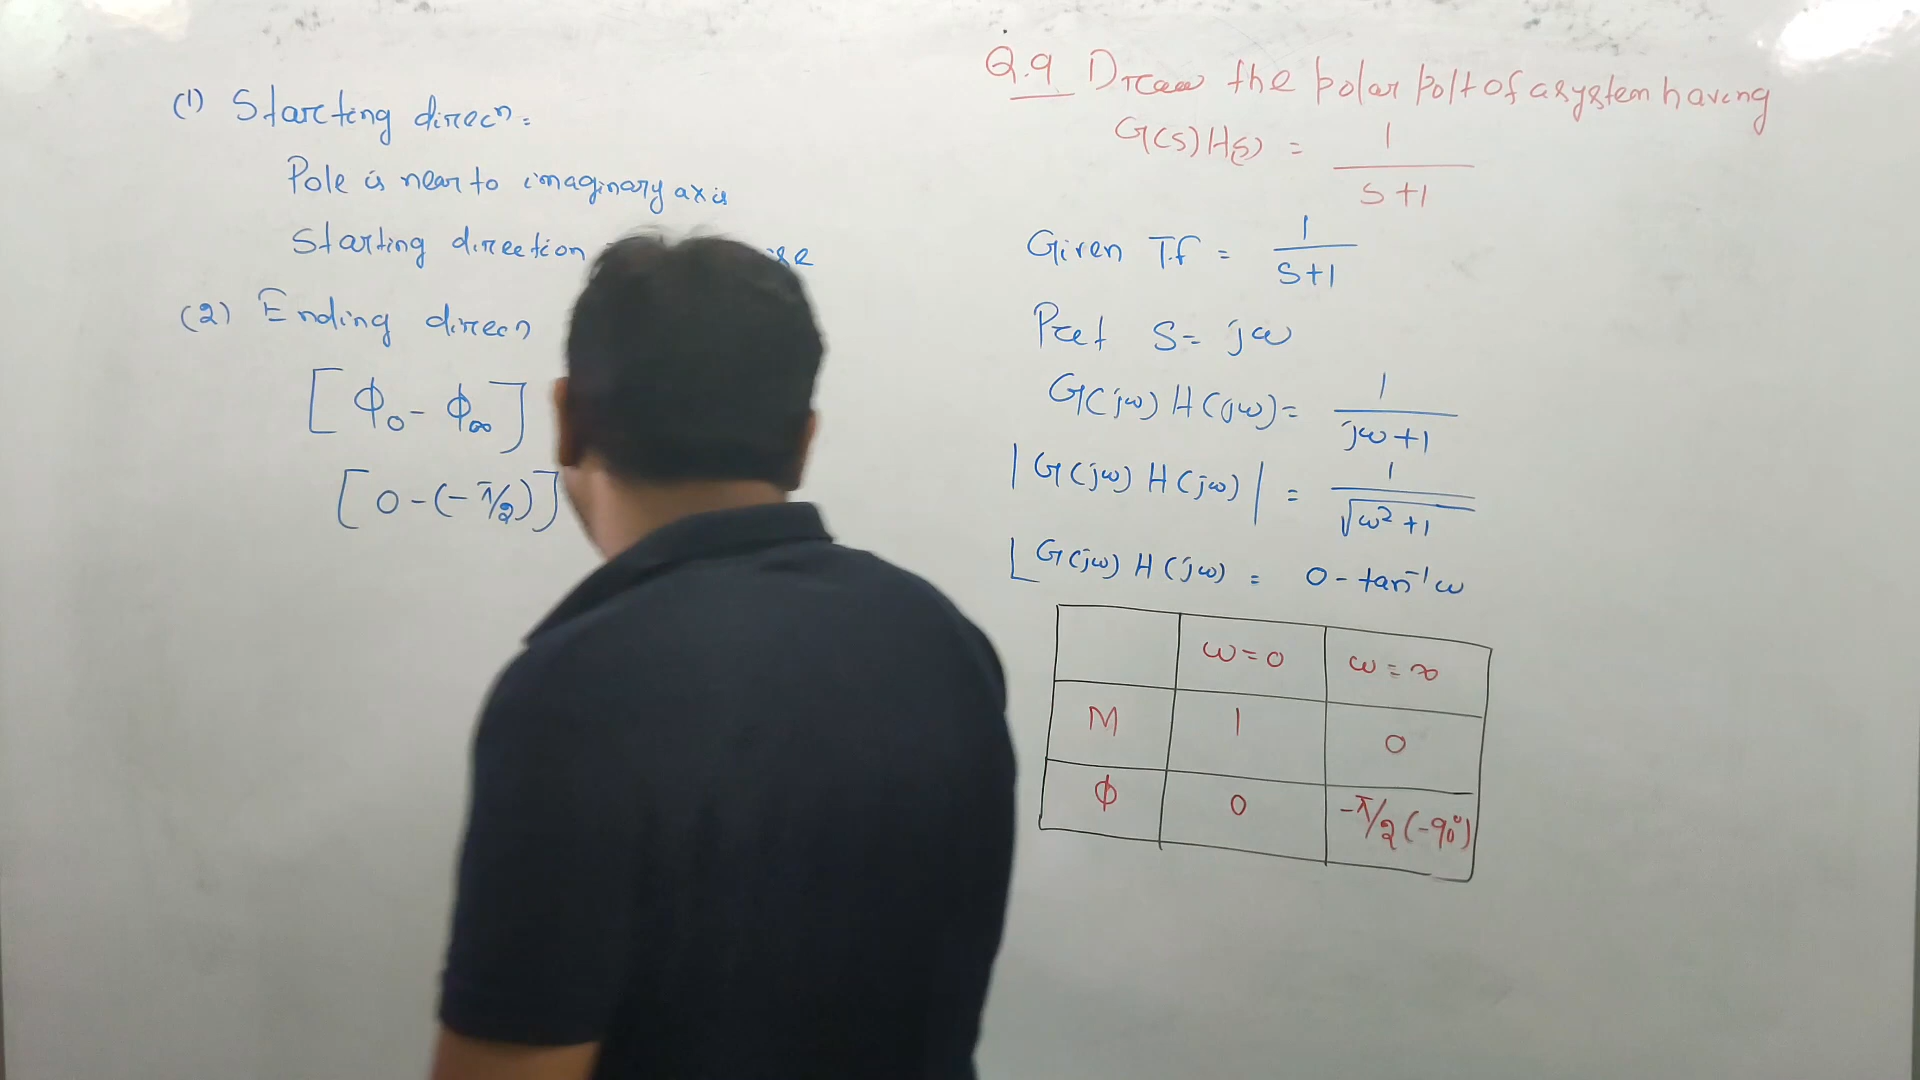 (1) Starting direcn:
Pole is near to imaginary axis
Starting direction
(2) Ending direcn
[ϕ₀ - ϕ∞]
[0-(-π/2)]
Q.9 Draw the polar polt of a system having
G(s)H(s) = 1/(s+1)
Given T.f = 1/(s+1)
Put s = jω
G(jω) H(jω) = 1/(jω+1)
|G(jω) H(jω)| = 1/√(ω²+1)
∠G(jω) H(jω) = 0 - tan⁻¹ω
ω=0 ω=∞
M 1 0
ϕ 0 -π/2 (-90°)